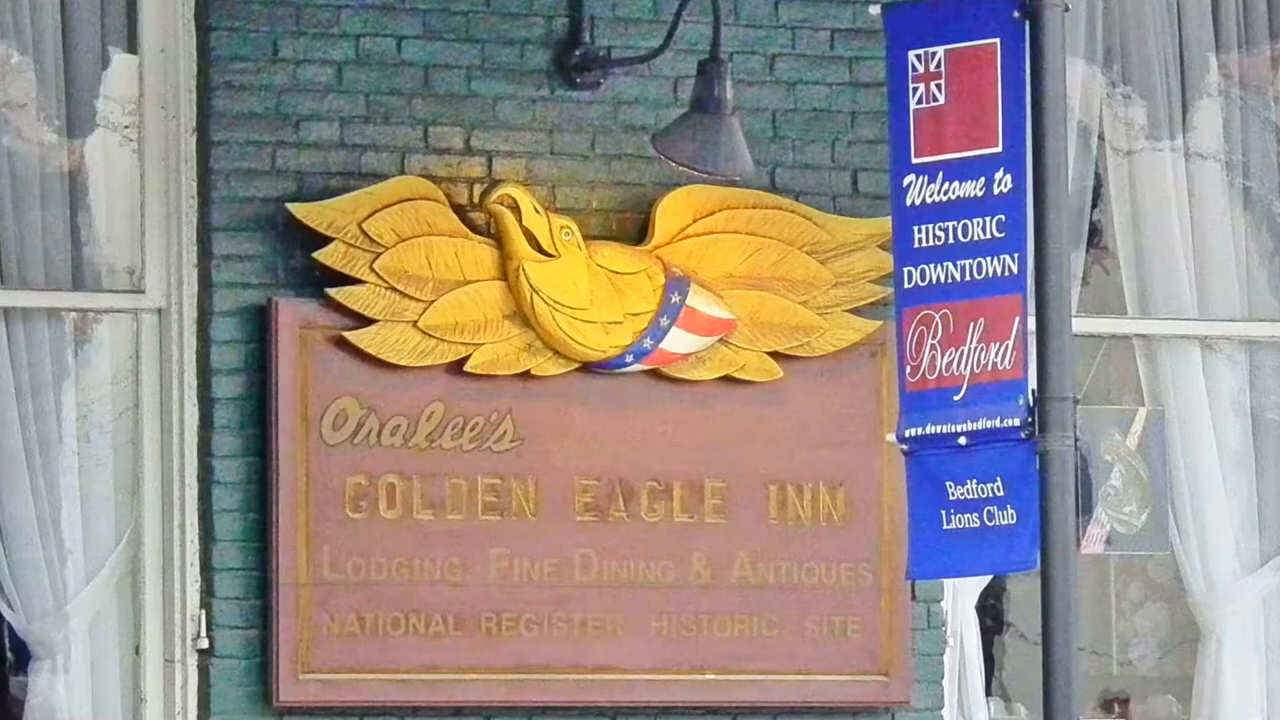 Oralee's
GOLDEN EAGLE INN
LODGING, FINE DINING & ANTIQUES
NATIONAL REGISTER HISTORIC SITE
Welcome to
HISTORIC
DOWNTOWN
Bedford
www.downtownbedford.com
Bedford
Lions Club